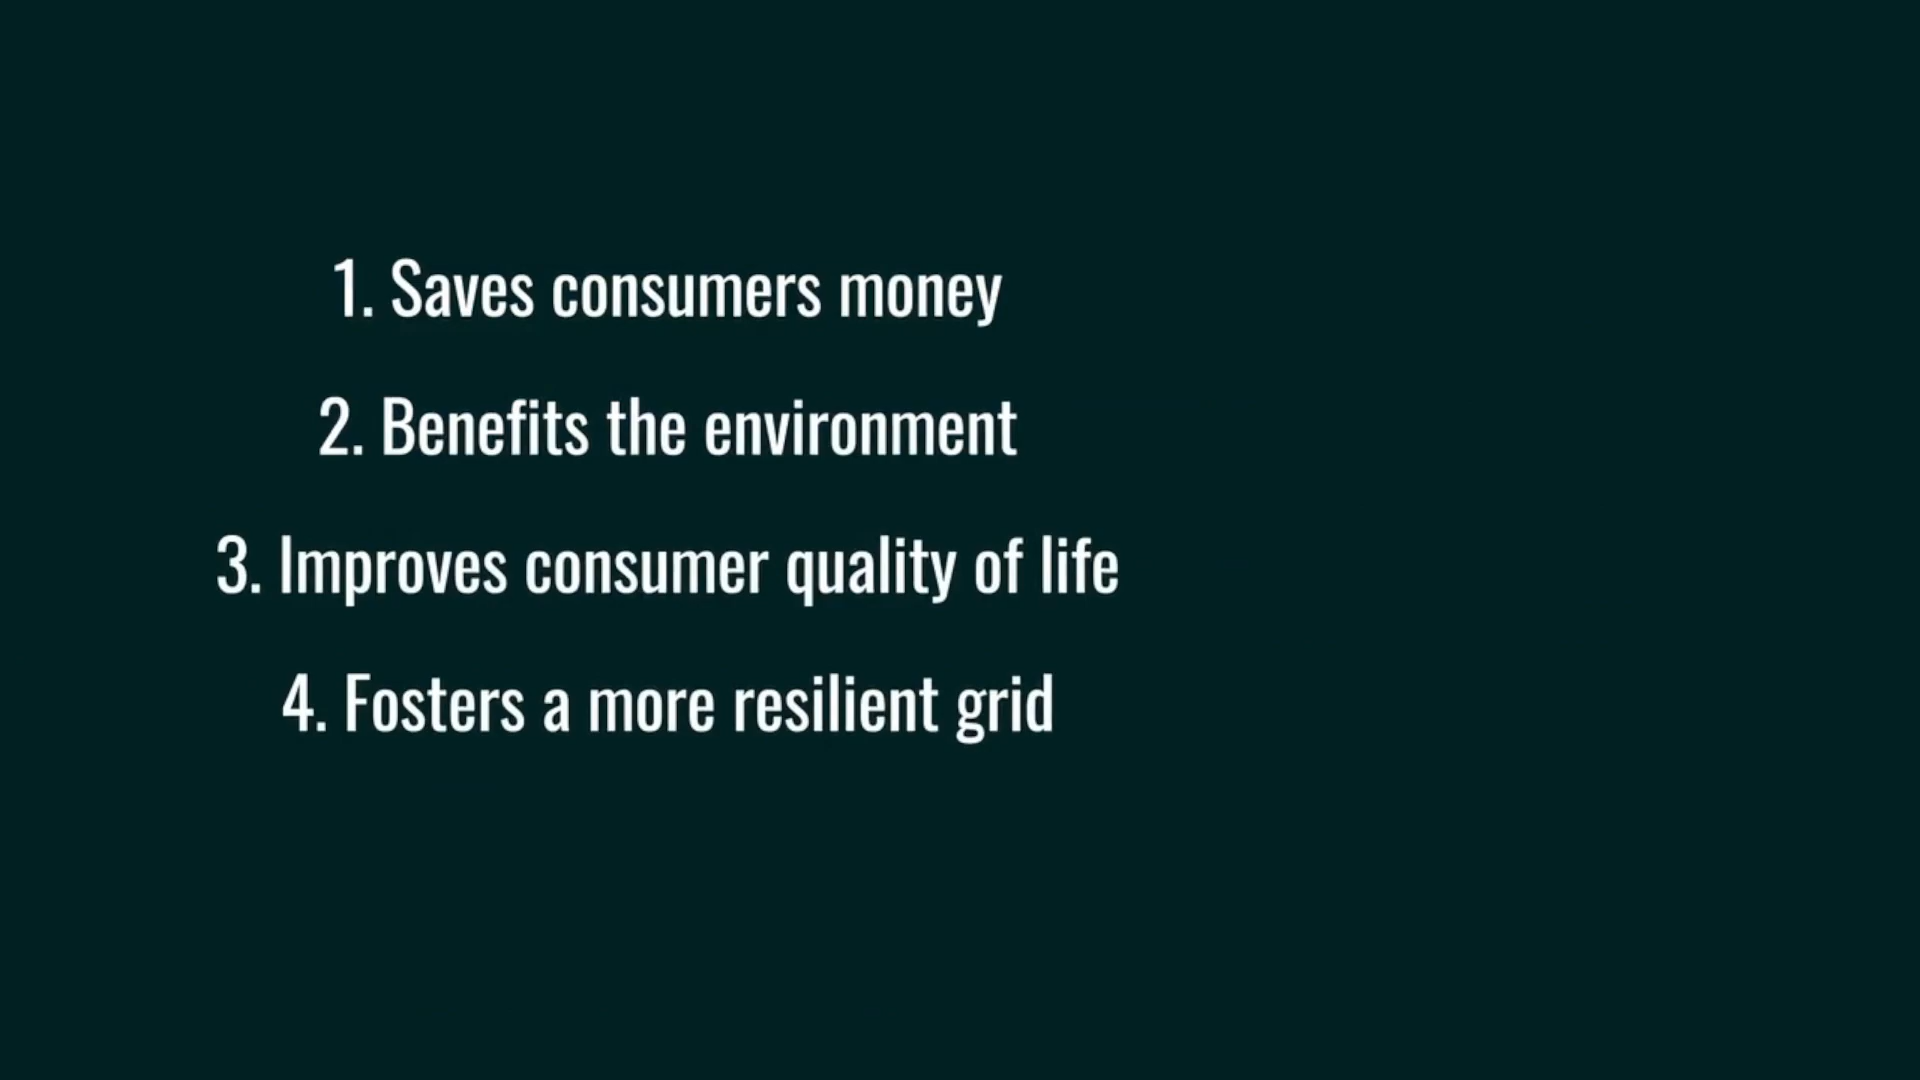 1. Saves consumers money
2. Benefits the environment
3. Improves consumer quality of life
4. Fosters a more resilient grid